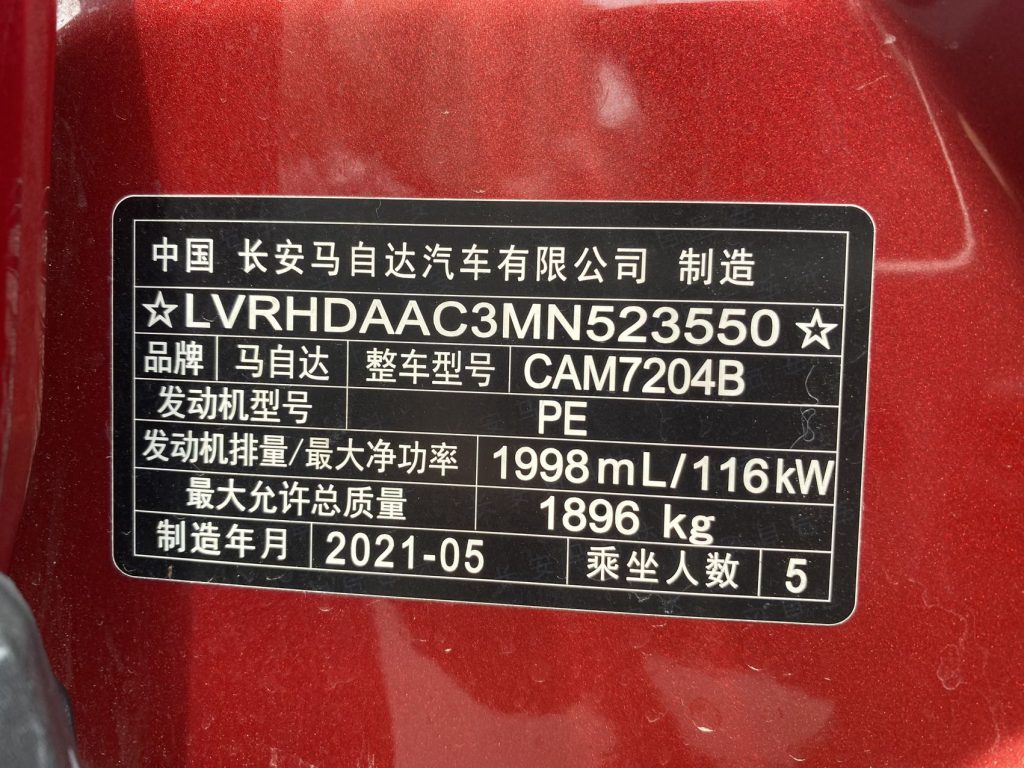 中国 长安马自达汽车有限公司 制造
☆LVRHDAAC3MN523550☆
品牌 马自达 整车型号 CAM7204B
发动机型号 PE
发动机排量/最大净功率 1998mL/116kW
最大允许总质量 1896 kg
制造年月 2021-05 乘坐人数 5